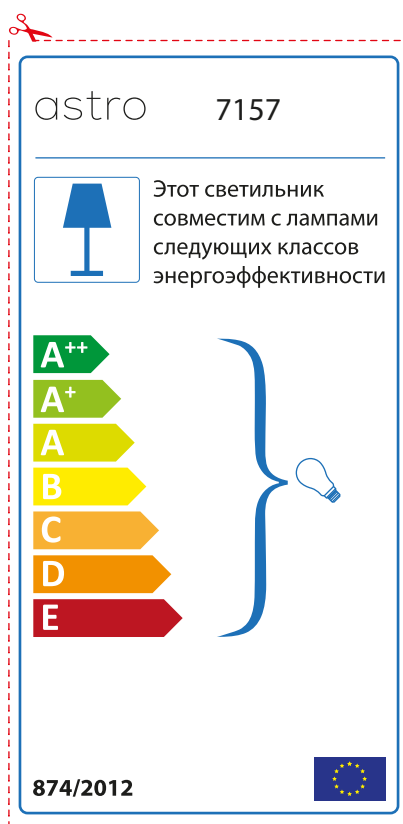 astro 7157
Этот светильник
совместим с лампами
следующих классов
энергоэффективности
A++
A+
A
B
C
D
E
874/2012